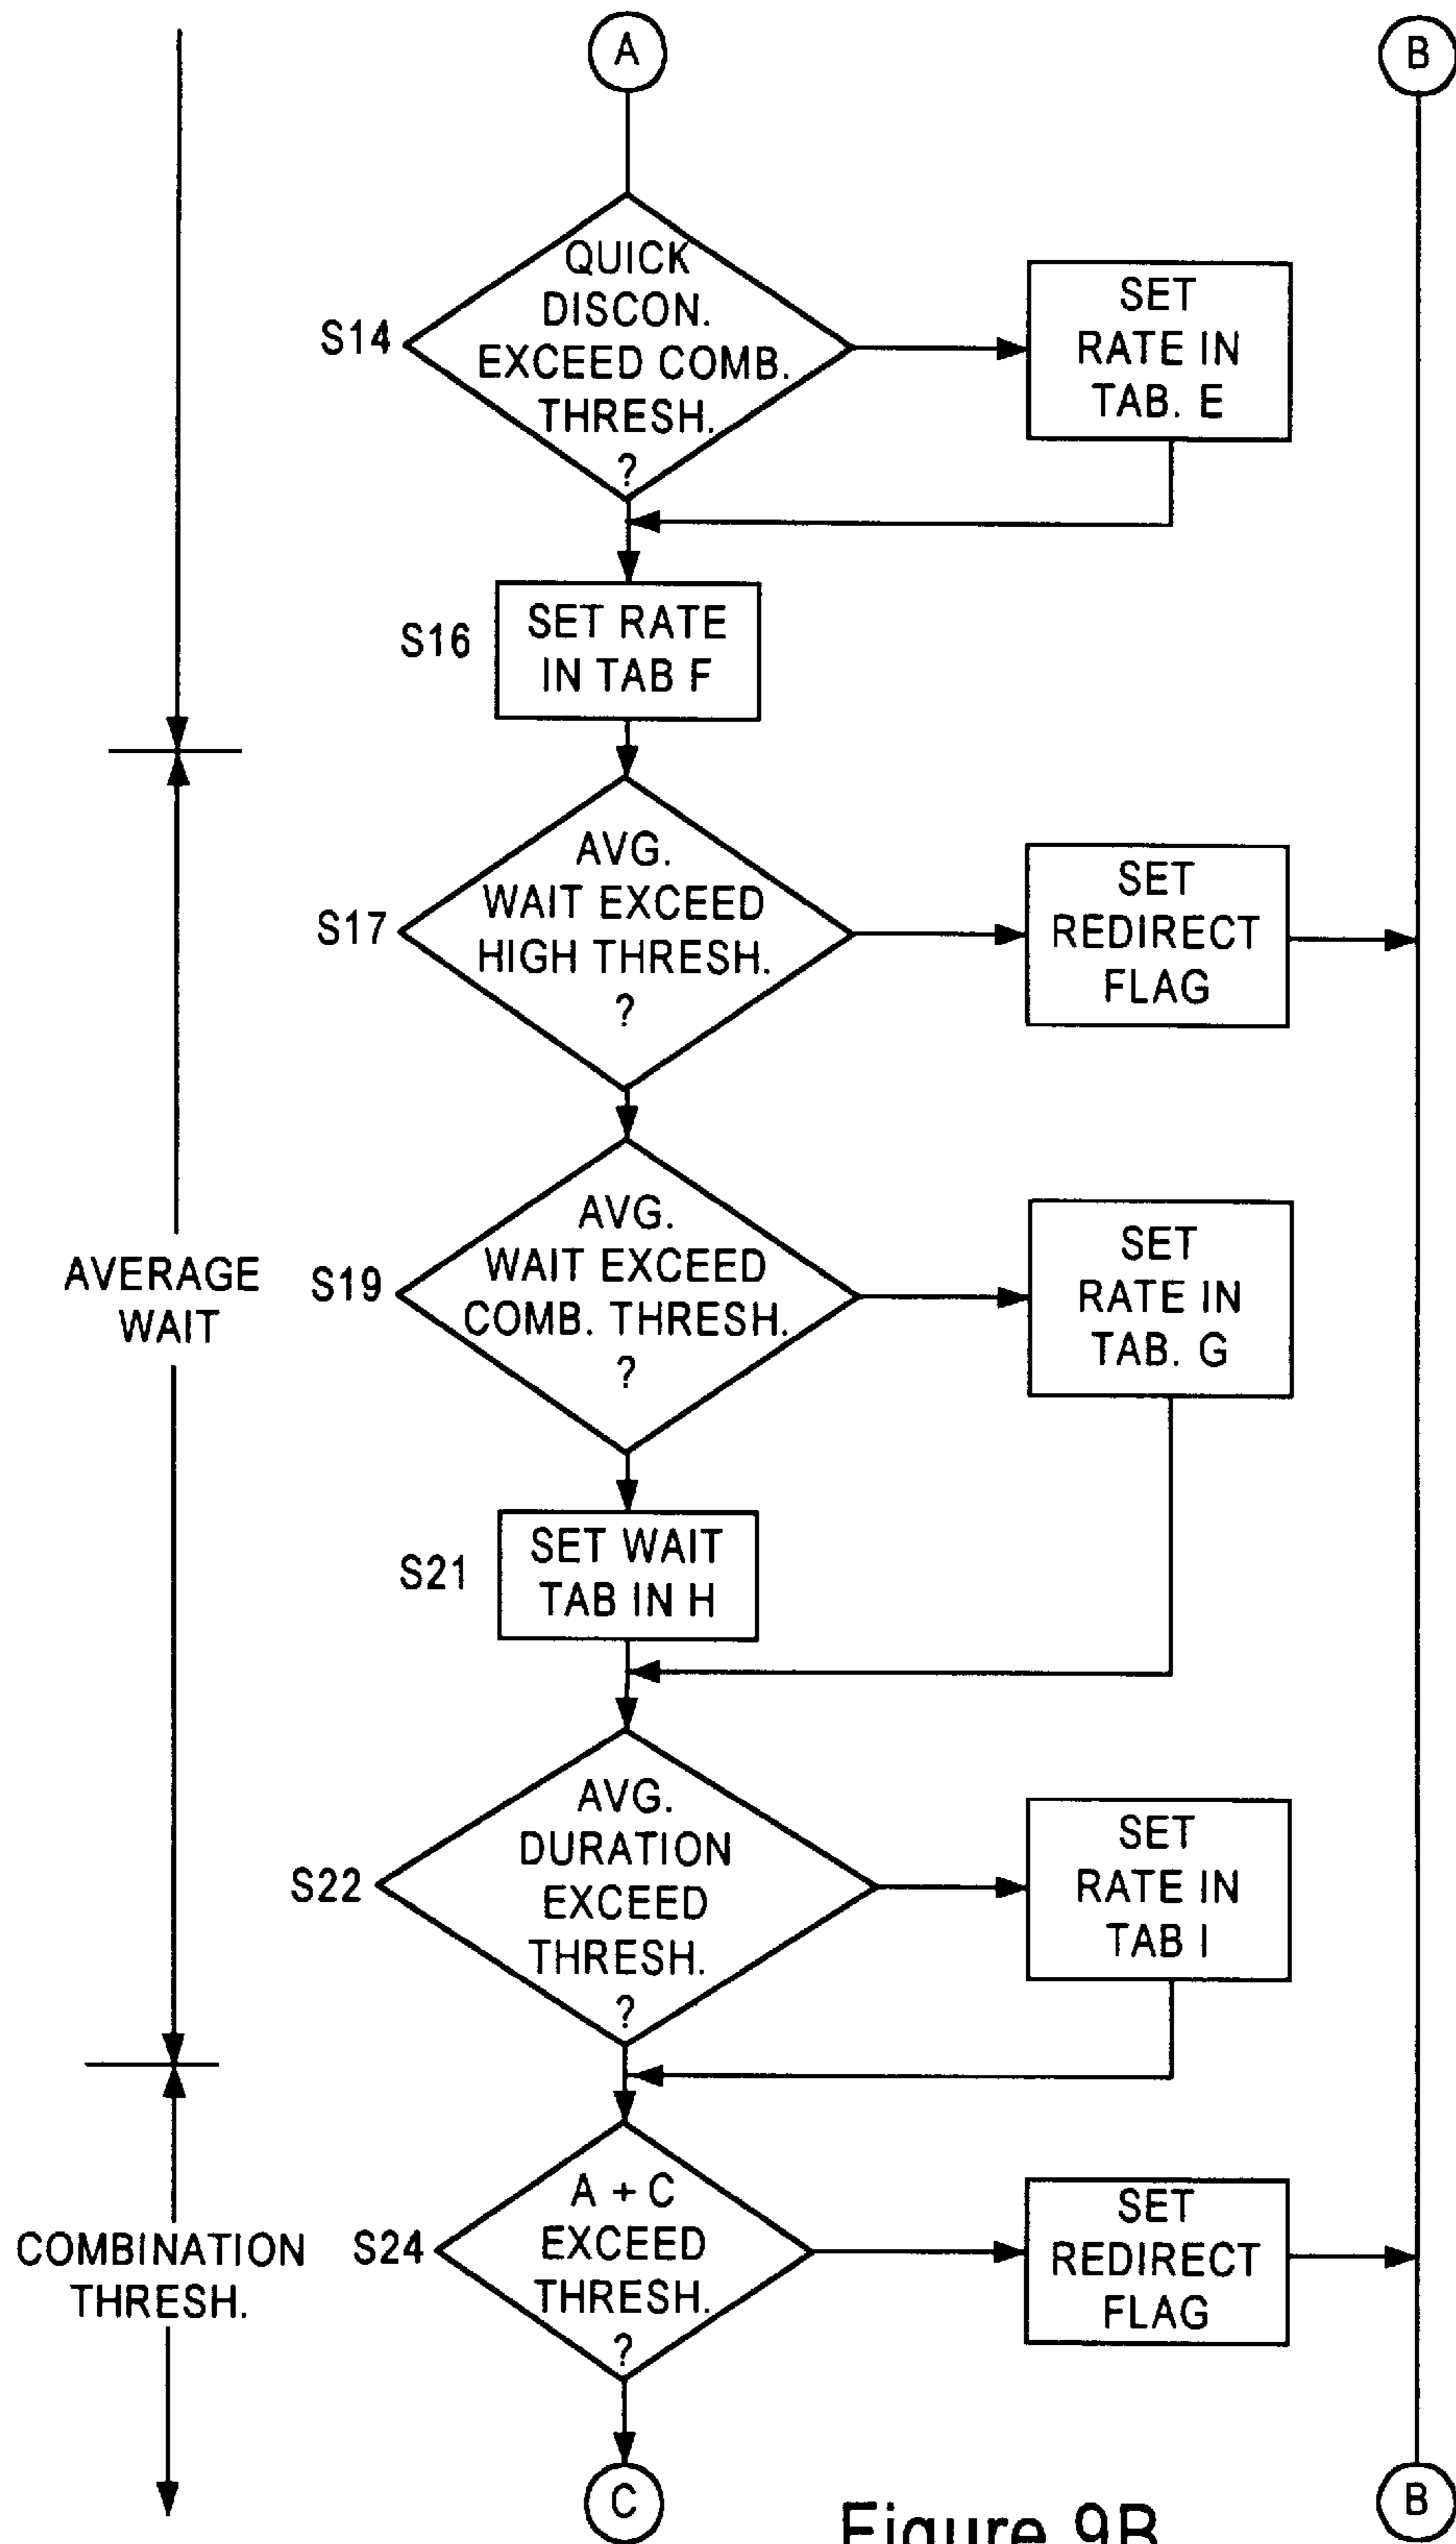 A
B
QUICK
DISCON.
EXCEED COMB.
THRESH.
?
S14
SET
RATE IN
TAB. E
S16
SET RATE
IN TAB F
AVG.
WAIT EXCEED
HIGH THRESH.
?
S17
SET
REDIRECT
FLAG
AVERAGE
WAIT
AVG.
WAIT EXCEED
COMB. THRESH.
?
S19
SET
RATE IN
TAB. G
S21
SET WAIT
TAB IN H
AVG.
DURATION
EXCEED
THRESH.
?
S22
SET
RATE IN
TAB I
COMBINATION
THRESH.
S24
A + C
EXCEED
THRESH.
?
SET
REDIRECT
FLAG
C
B
Figure 9B